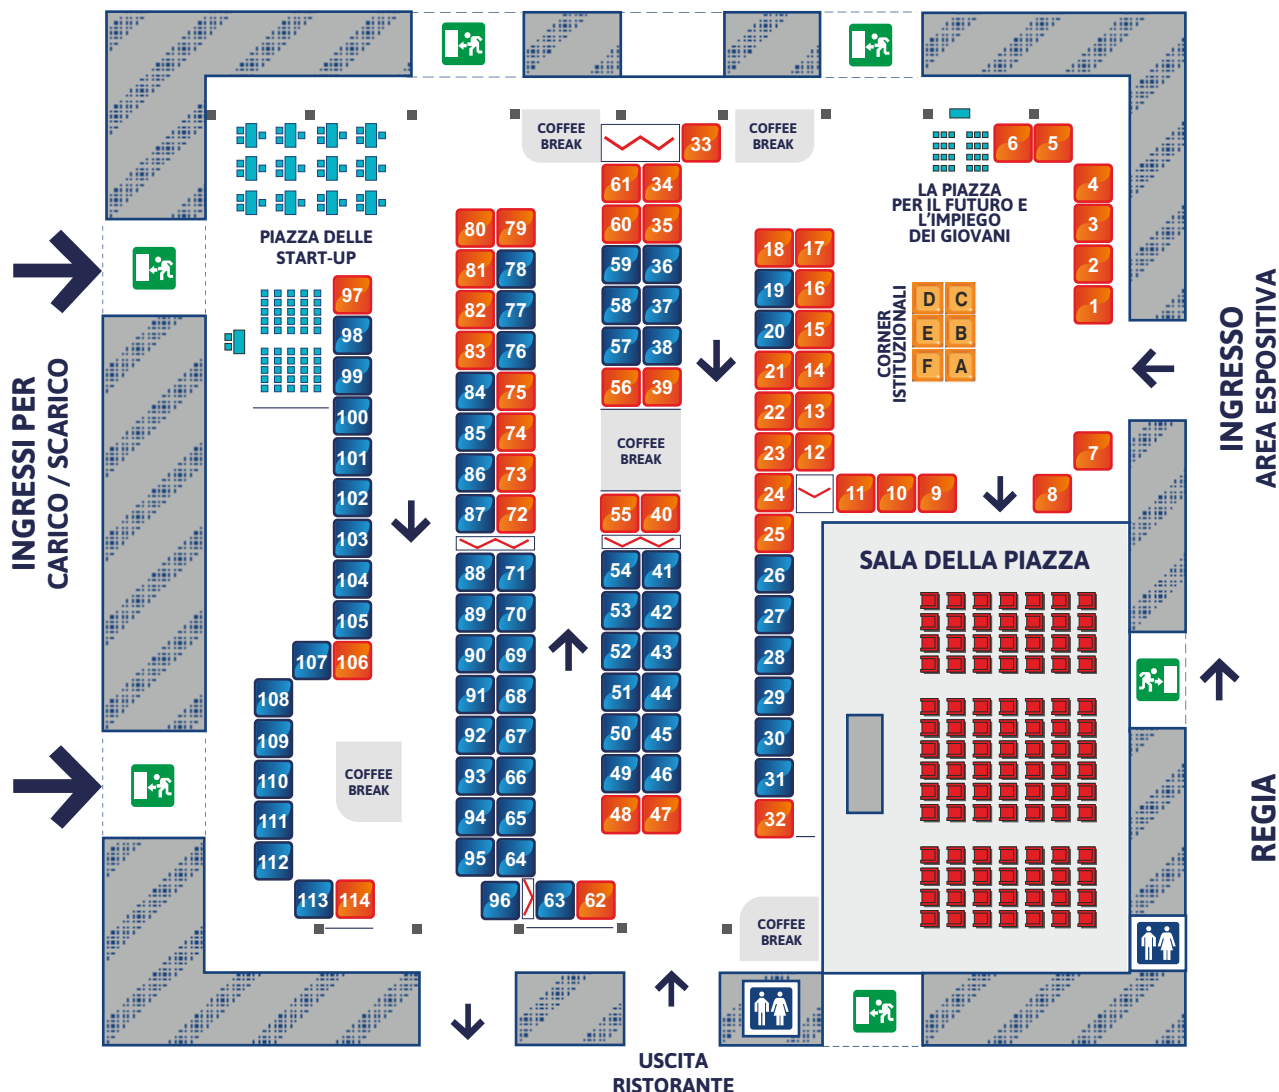 COFFEE
BREAK
COFFEE
BREAK
33
6 5
61 34
4
LA PIAZZA
PER IL FUTURO E
L'IMPIEGO
DEI GIOVANI
60 35
3
80 79
PIAZZA DELLE
START-UP
18 17
59 36
2
81 78
19 16
97
58 37
82 77
D C
1
20 15
E B
98
57 38
83 76
F A
CORNER
ISTITUZIONALI
21 14
99
56 39
84 75
INGRESSO
AREA ESPOSITIVA
INGRESSI PER
CARICO / SCARICO
22 13
100
85 74
COFFEE
BREAK
23 12
7
101
86 73
24
11 10 9
8
102
87 72
55 40
25
103
SALA DELLA PIAZZA
88 71
54 41
26
104
89 70
53 42
27
105
90 69
52 43
28
107 106
91 68
51 44
29
108
92 67
50 45
30
109
93 66
49 46
31
110
COFFEE
BREAK
94 65
48 47
32
111
95 64
REGIA
112
96 63 62
113 114
COFFEE
BREAK
USCITA
RISTORANTE